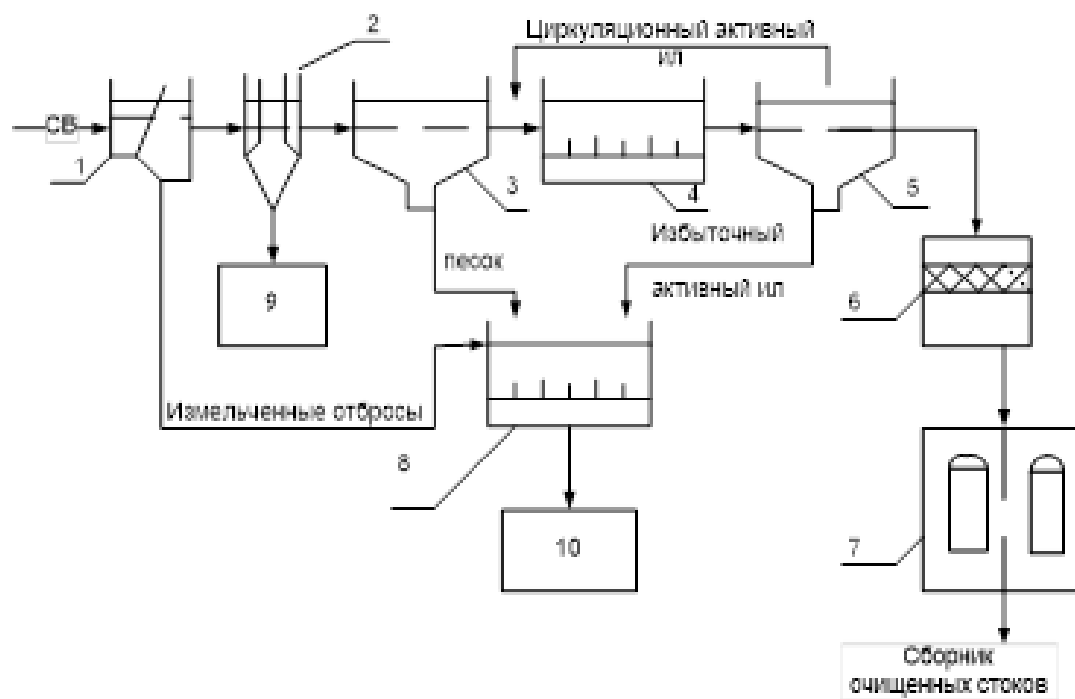 Циркуляционный активный
ил
2
СВ
1
3
4
5
Избыточный
песок
активный ил
9
6
Измельченные отбросы
8
10
7
Сборник
очищенных стоков